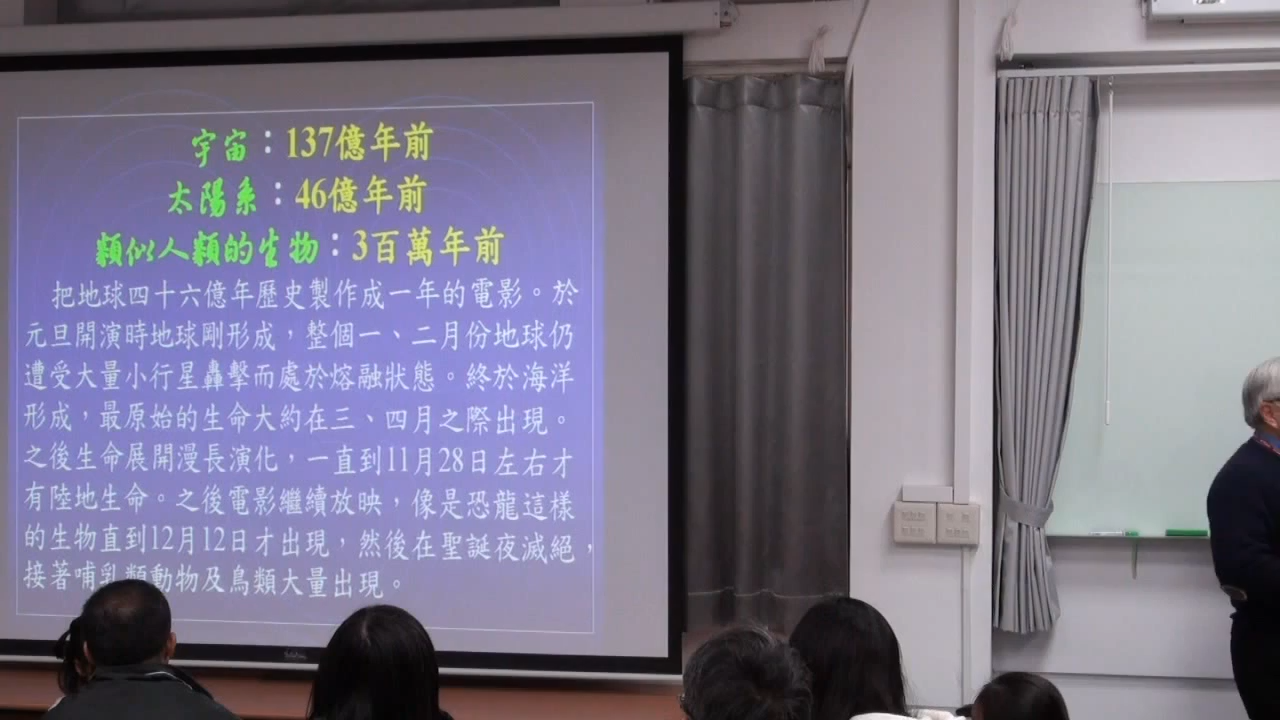 宇宙：137億年前
太陽系：46億年前
類似人類的生物：3百萬年前
把地球四十六億年歷史製作成一年的電影。於
元旦開演時地球剛形成，整個一、二月份地球仍
遭受大量小行星轟擊而處於熔融狀態。終於海洋
形成，最原始的生命大約在三、四月之際出現。
之後生命展開漫長演化，一直到11月28日左右才
有陸地生命。之後電影繼續放映，像是恐龍這樣
的生物直到12月12日才出現，然後在聖誕夜滅絕，
接著哺乳類動物及鳥類大量出現。